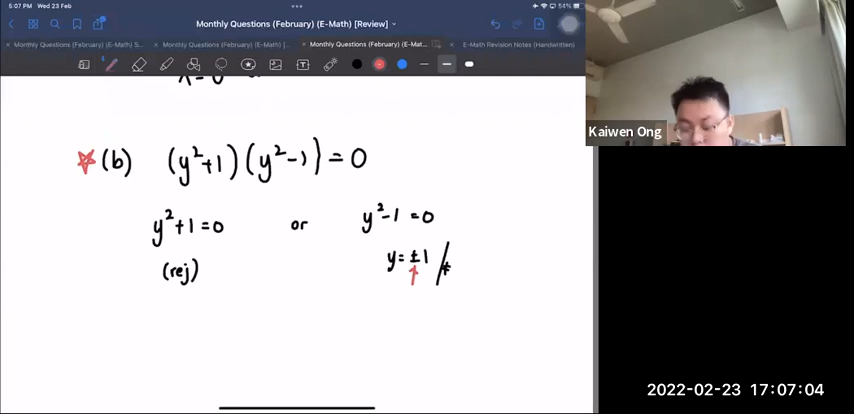 5:07 PM Wed 23 Feb
54%
Monthly Questions (February) (E-Math) [Review]
Monthly Questions (February) (E-Math) S...
Monthly Questions (February) (E-Math) [...
Monthly Questions (February) (E-Mat...
E-Math Revision Notes (Handwritten)
(b) (y²+1)(y²-1)=0
y²+1=0 or y²-1=0
(rej) y=±1
Kaiwen Ong
2022-02-23 17:07:04